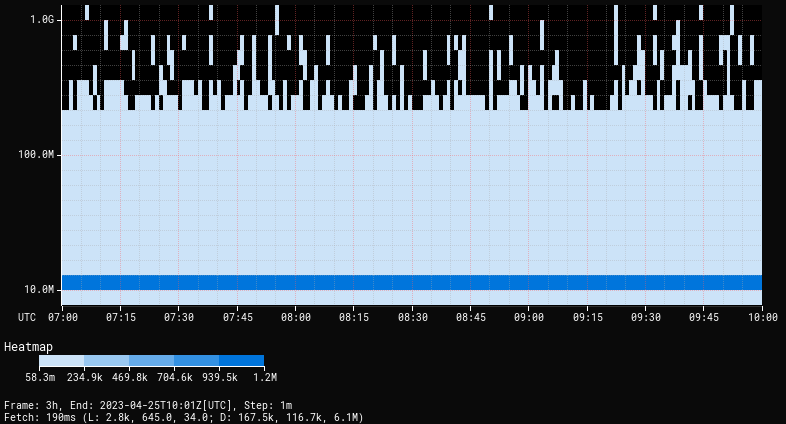 1.0G
100.0M
10.0M
UTC 07:00 07:15 07:30 07:45 08:00 08:15 08:30 08:45 09:00 09:15 09:30 09:45 10:00
Heatmap
58.3m 234.9k 469.8k 704.6k 939.5k 1.2M
Frame: 3h, End: 2023-04-25T10:01Z[UTC], Step: 1m
Fetch: 190ms (L: 2.8k, 645.0, 34.0; D: 167.5k, 116.7k, 6.1M)